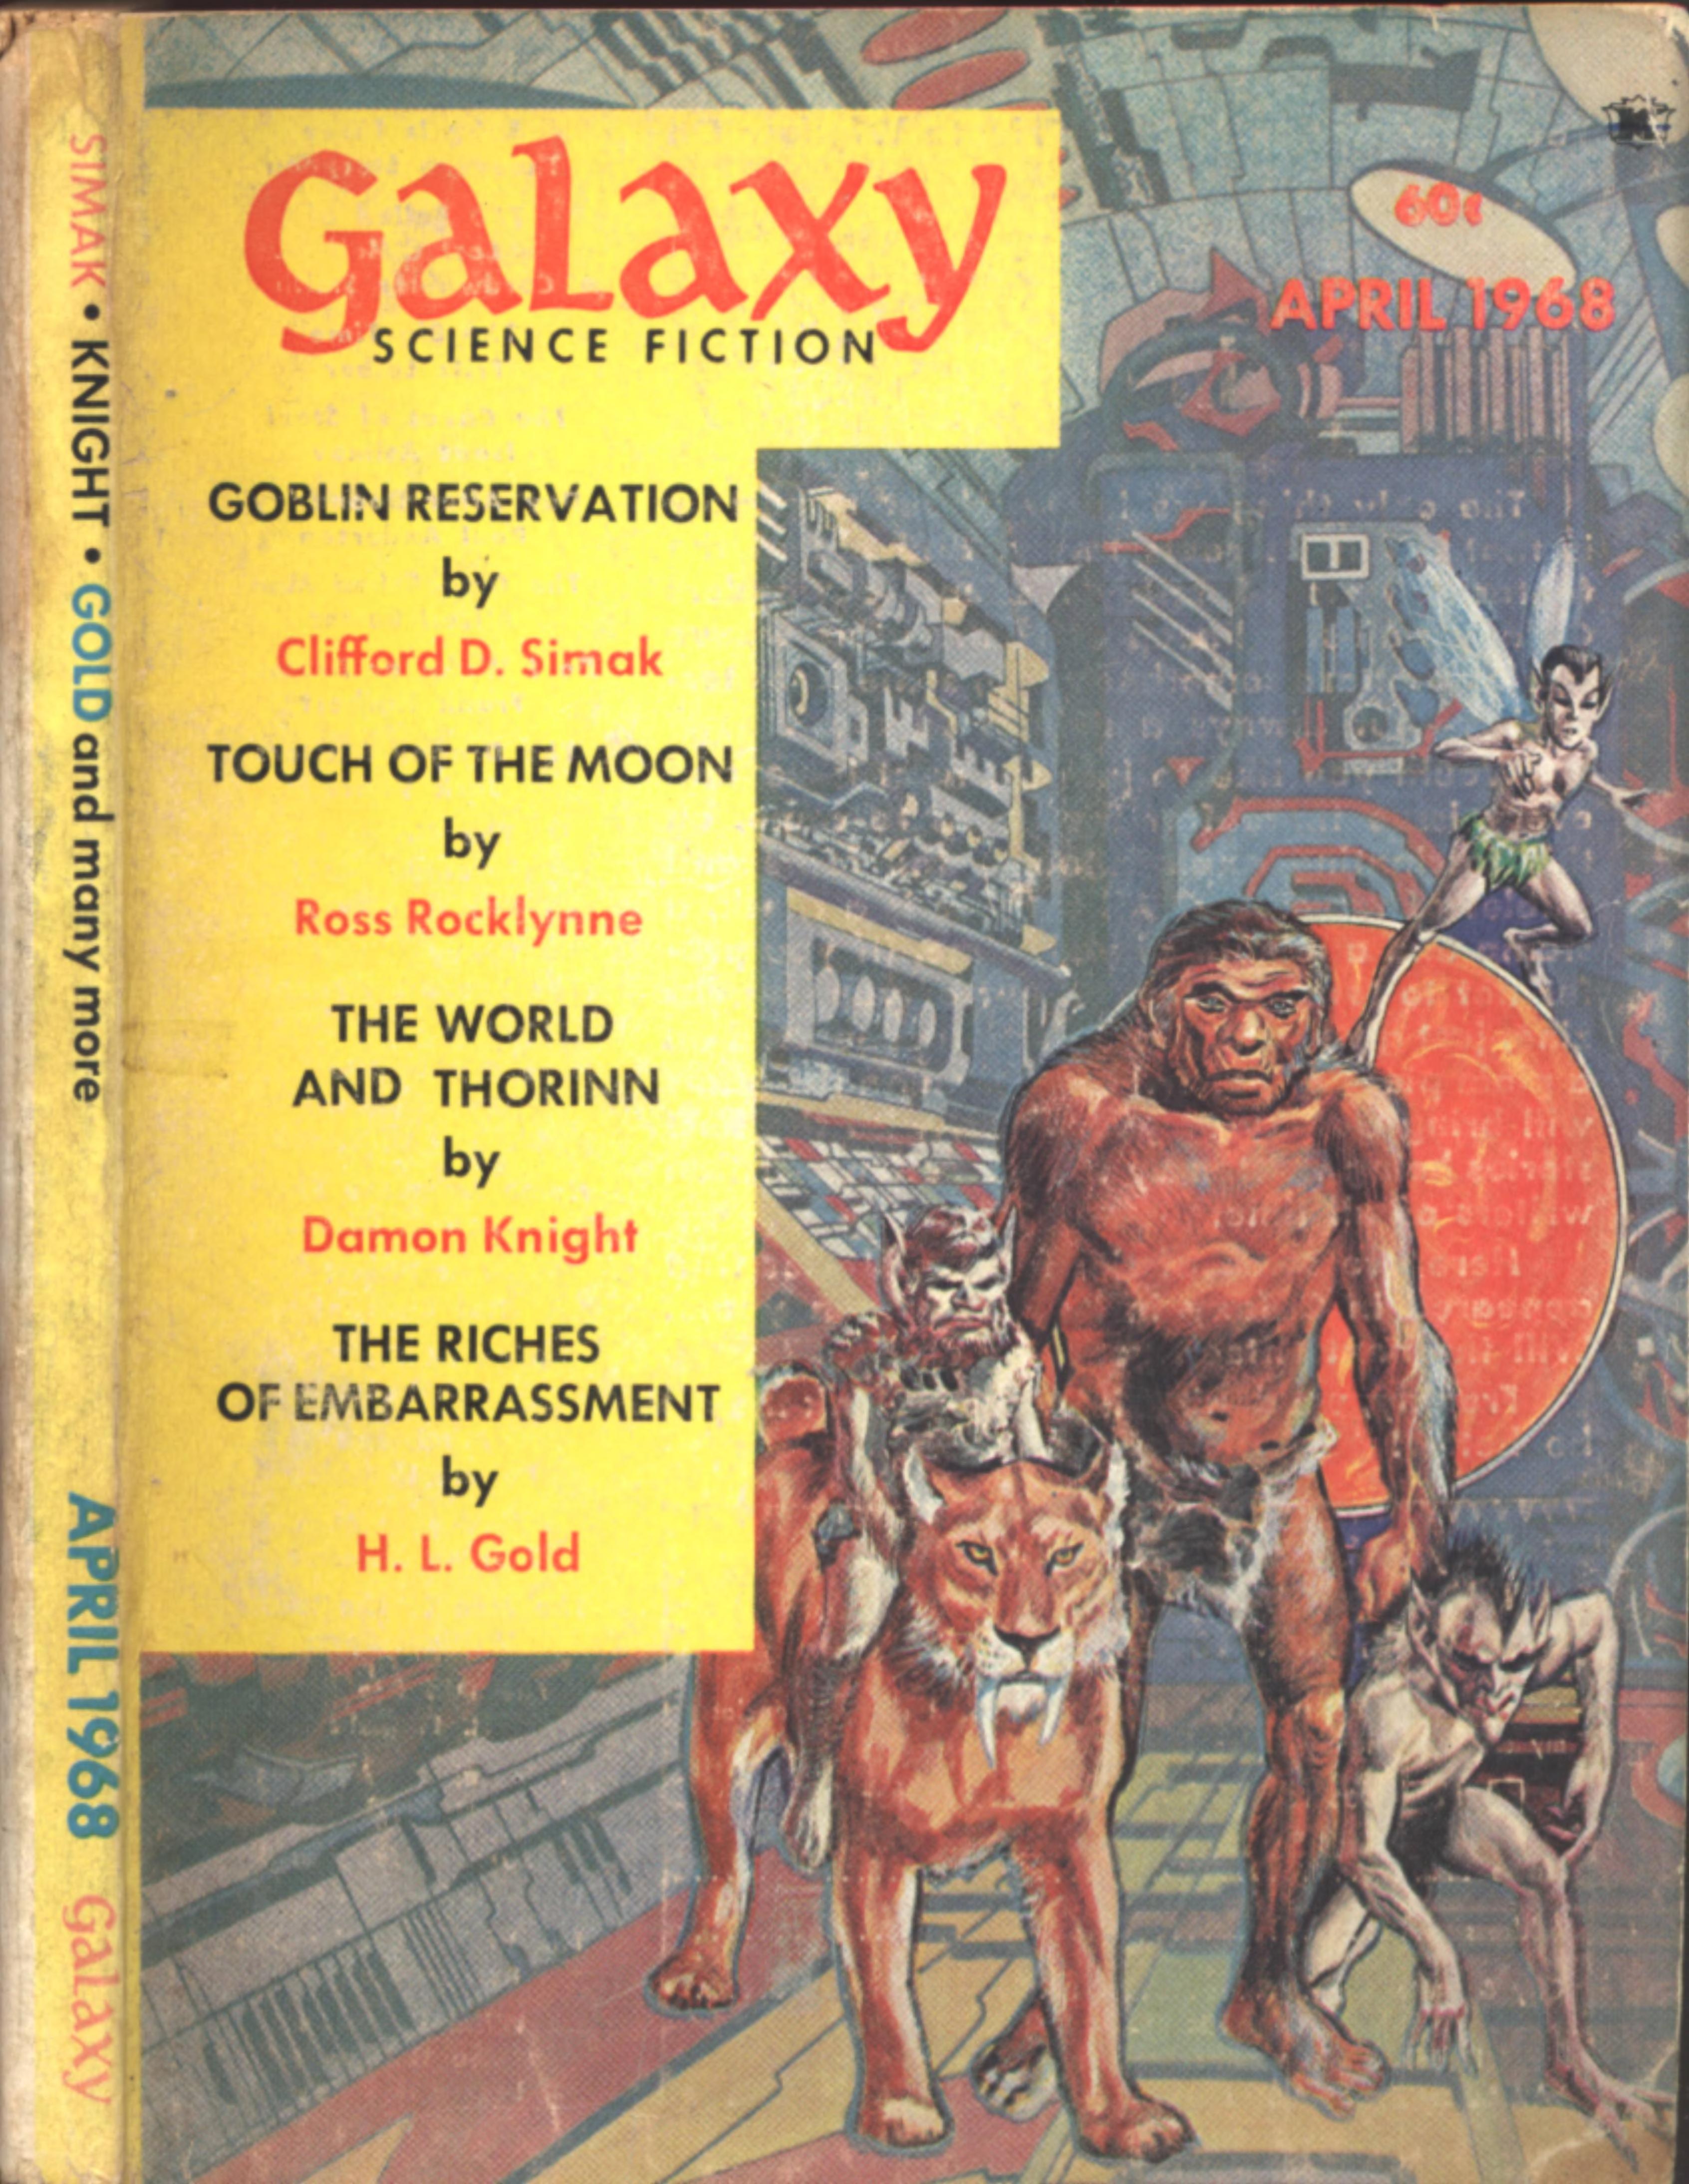 SIMAK • KNIGHT • GOLD and many more
APRIL 1968
Galaxy
Galaxy
SCIENCE FICTION
60¢
APRIL 1968
GOBLIN RESERVATION
by
Clifford D. Simak
TOUCH OF THE MOON
by
Ross Rocklynne
THE WORLD
AND THORINN
by
Damon Knight
THE RICHES
OF EMBARRASSMENT
by
H. L. Gold